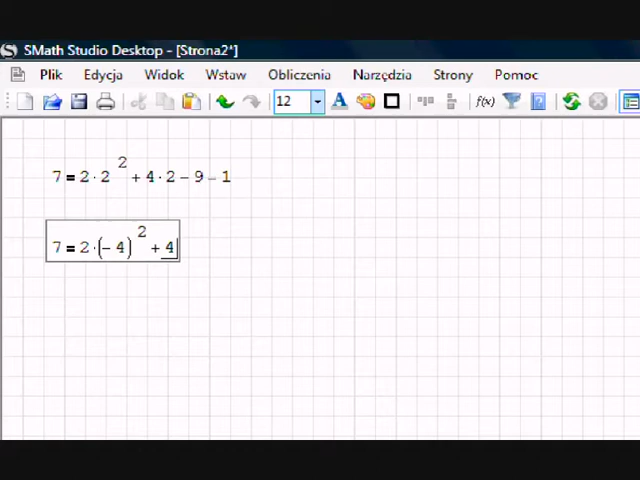 SMath Studio Desktop - [Strona2*]
Plik Edycja Widok Wstaw Obliczenia Narzędzia Strony Pomoc
12 A f(x) ?
7 = 2 · 2² + 4 · 2 − 9 − 1
7 = 2 · (− 4)² + 4